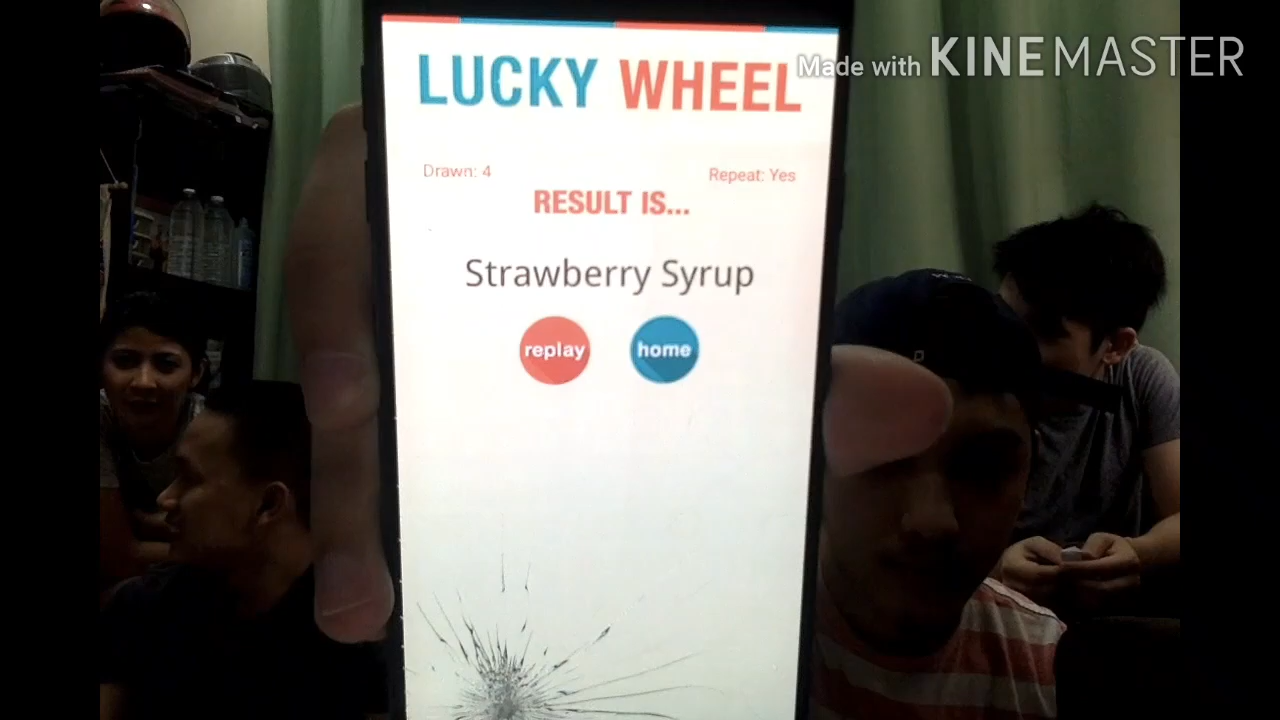 Made with KINEMASTER
LUCKY WHEEL
Drawn: 4
Repeat: Yes
RESULT IS...
Strawberry Syrup
replay
home